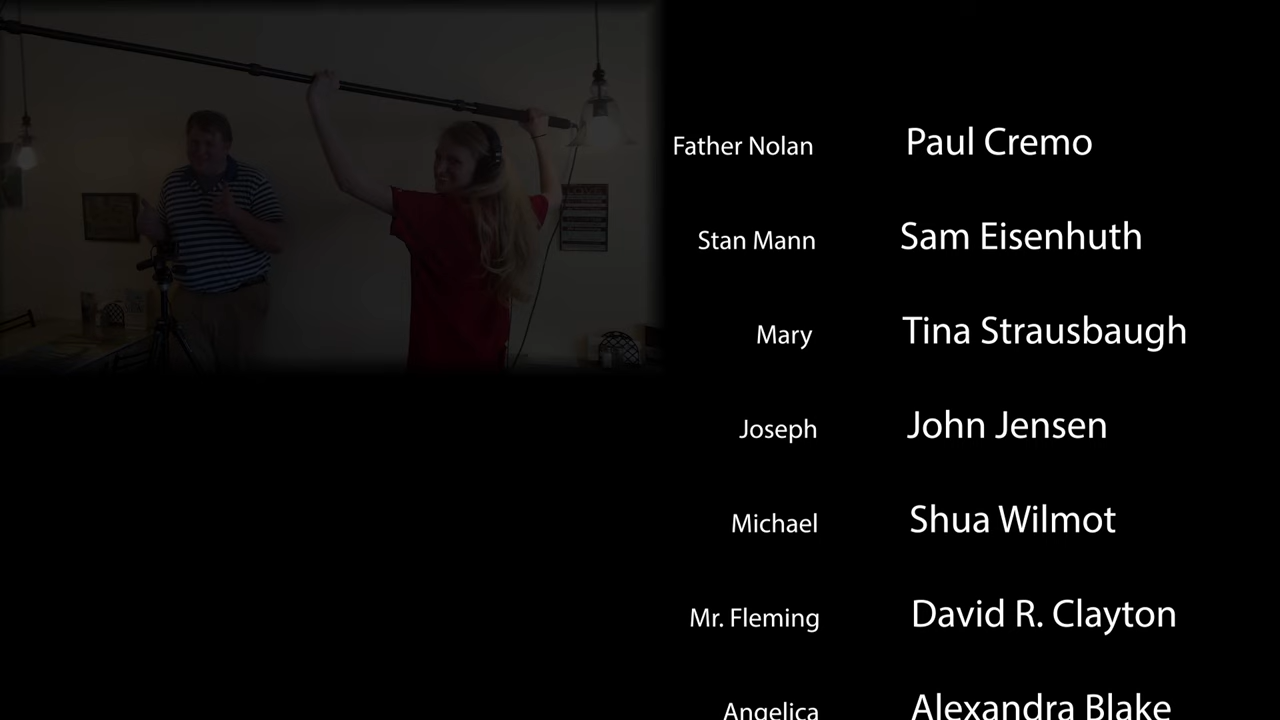 Father Nolan Paul Cremo
Stan Mann Sam Eisenhuth
Mary Tina Strausbaugh
Joseph John Jensen
Michael Shua Wilmot
Mr. Fleming David R. Clayton
Angelica Alexandra Blake